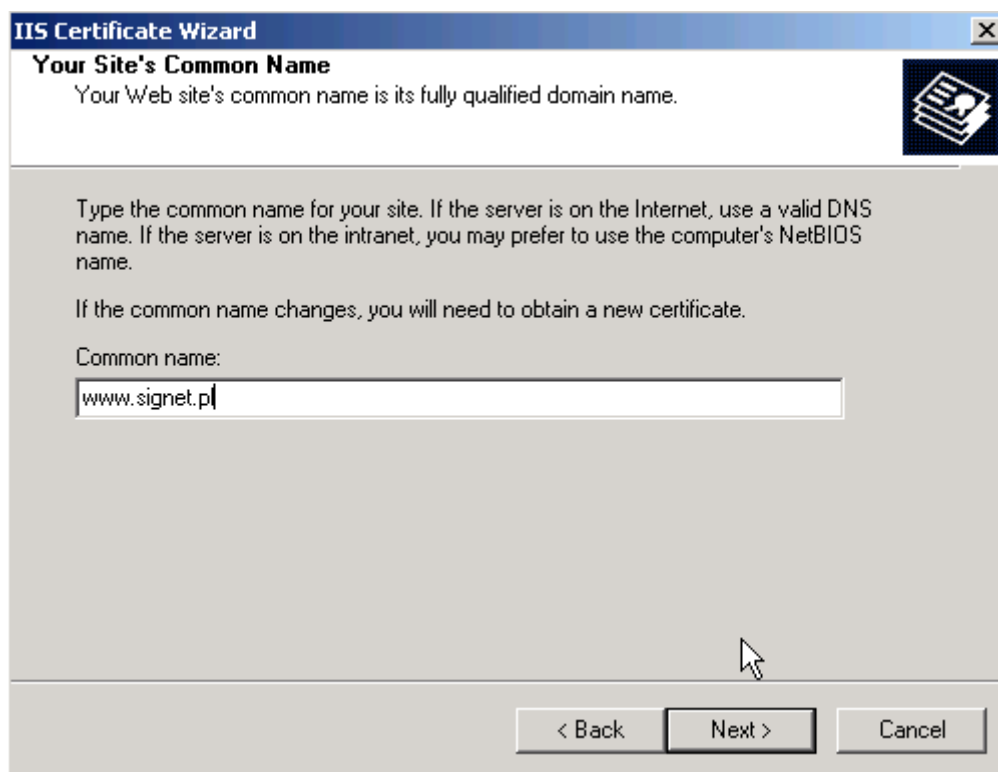 IIS Certificate Wizard
Your Site's Common Name
Your Web site's common name is its fully qualified domain name.
Type the common name for your site. If the server is on the Internet, use a valid DNS
name. If the server is on the intranet, you may prefer to use the computer's NetBIOS
name.
If the common name changes, you will need to obtain a new certificate.
Common name:
www.signet.pl
< Back
Next >
Cancel